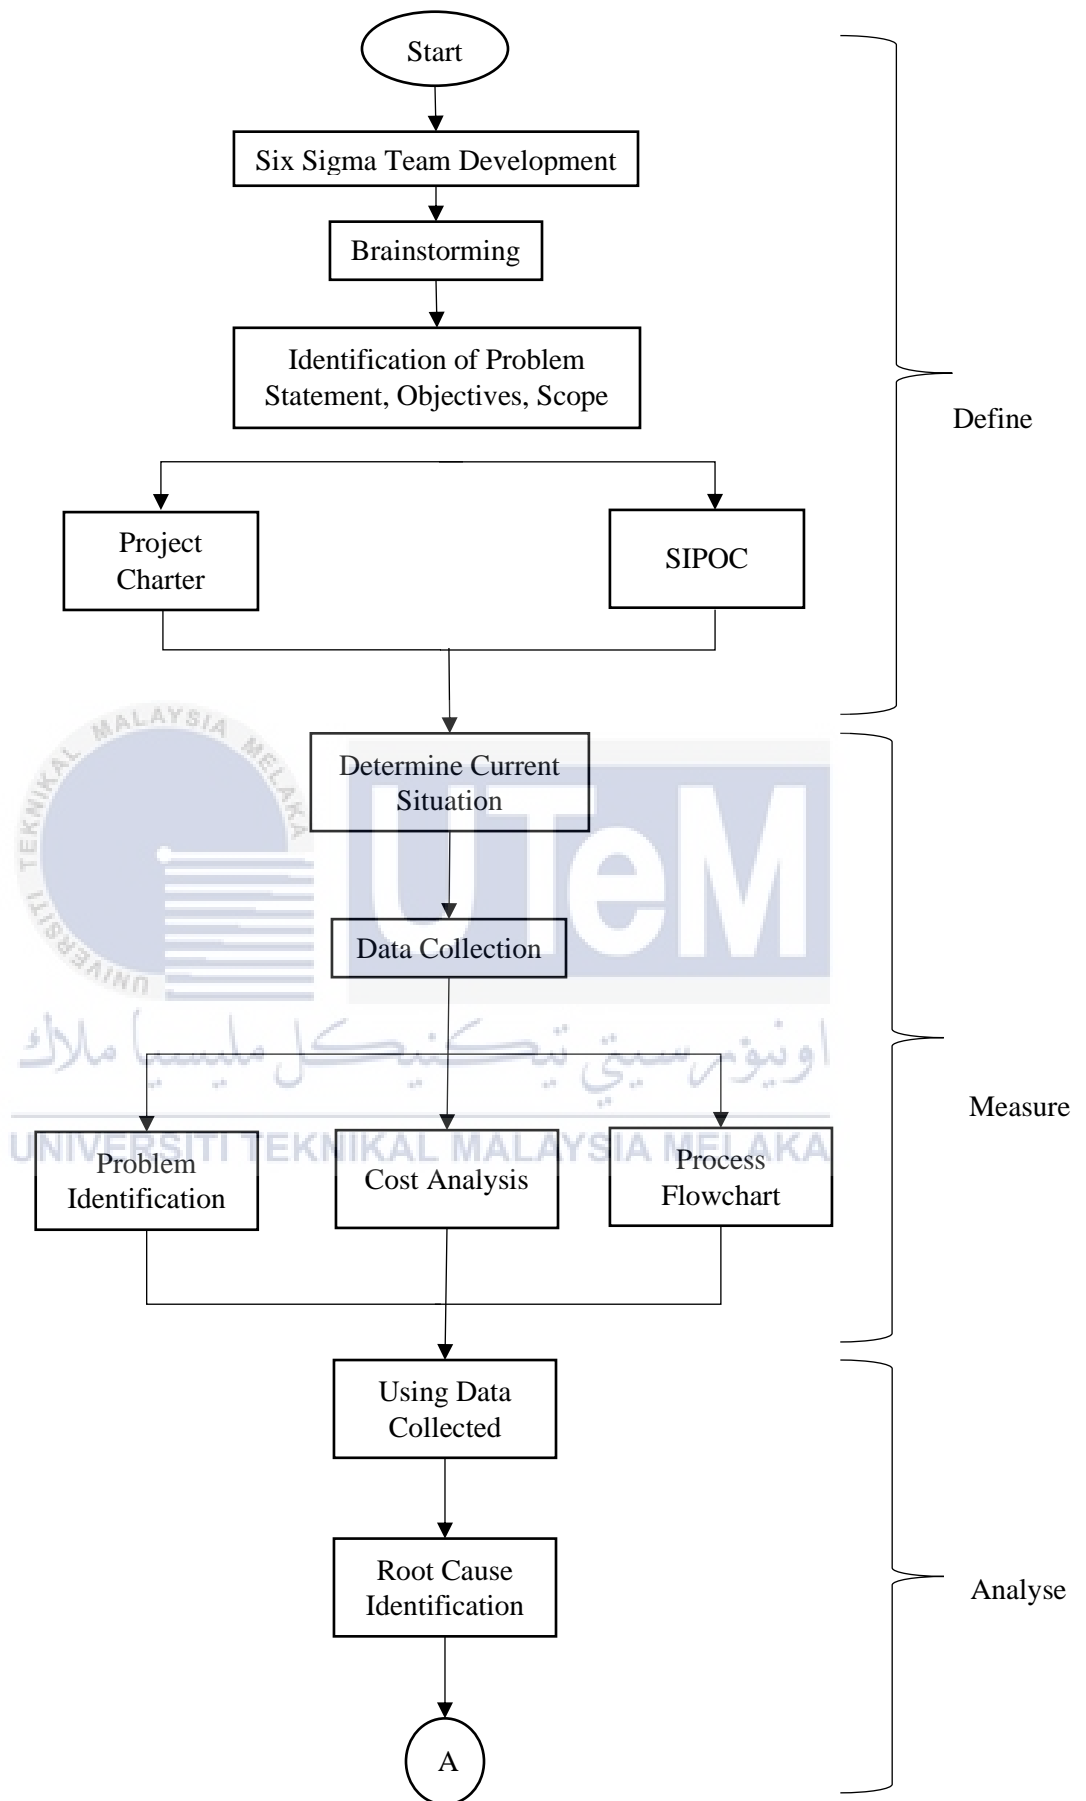 Start
Six Sigma Team Development
Brainstorming
Identification of Problem
Statement, Objectives, Scope
Define
Project
Charter
SIPOC
UNIVERSITI TEKNIKAL MALAYSIA MELAKA
Determine Current
Situation
UTeM
Data Collection
اونيۏرسيتي تيكنيكل مليسيا ملاك
UNIVERSITI TEKNIKAL MALAYSIA MELAKA
Measure
Problem
Identification
Cost Analysis
Process
Flowchart
Using Data
Collected
Root Cause
Identification
Analyse
A